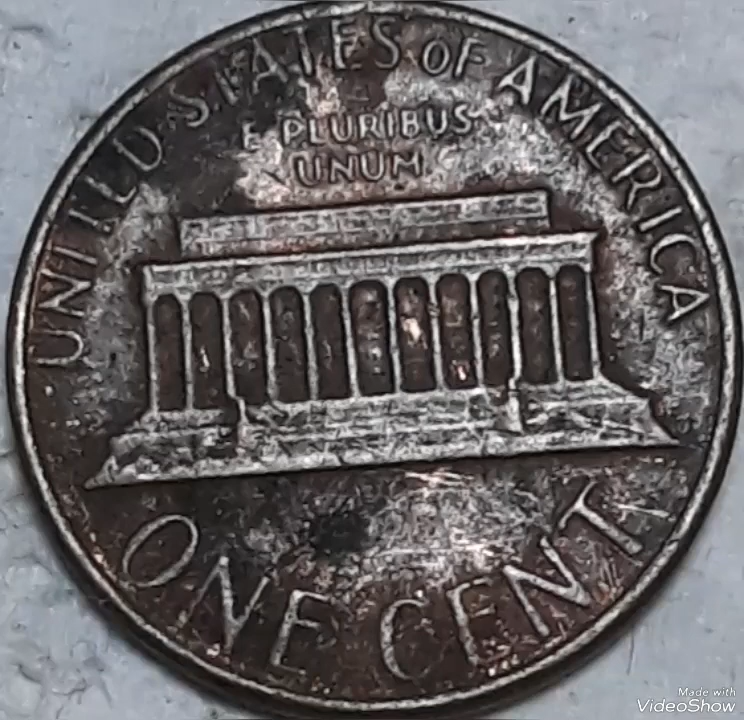 UNITED STATES OF AMERICA
E PLURIBUS
UNUM
ONE CENT
Made with
VideoShow